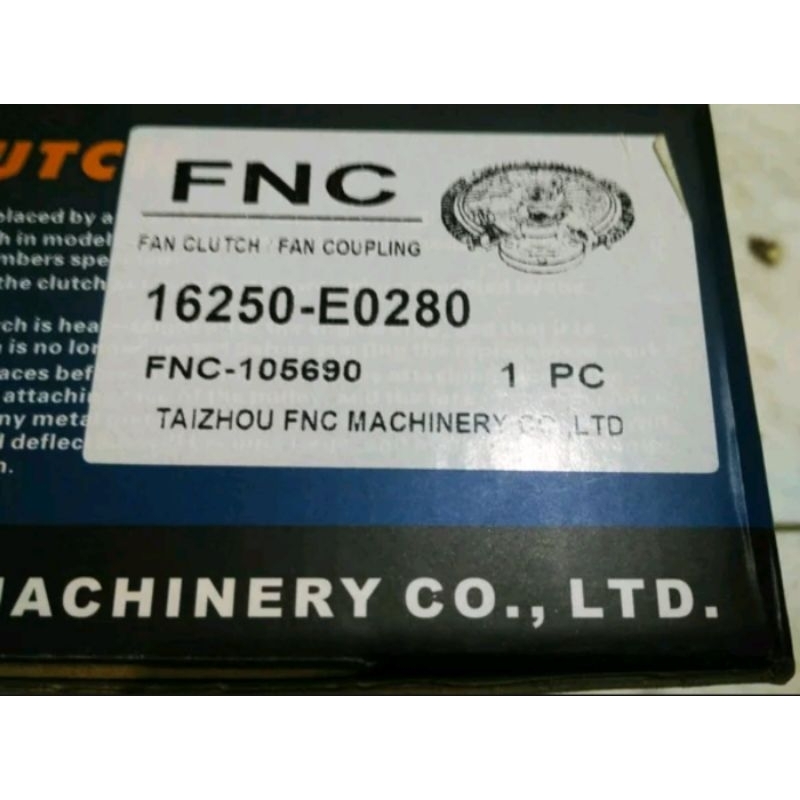 UTC
FNC
placed by a
h in model
FAN CLUTCH / FAN COUPLING
mbers spe
the clutch
16250-E0280
ch is hea
is no lon
FNC-105690 1 PC
aces bef
attachi
TAIZHOU FNC MACHINERY CO.,LTD
ny meta
d deflec
n.
MACHINERY CO., LTD.